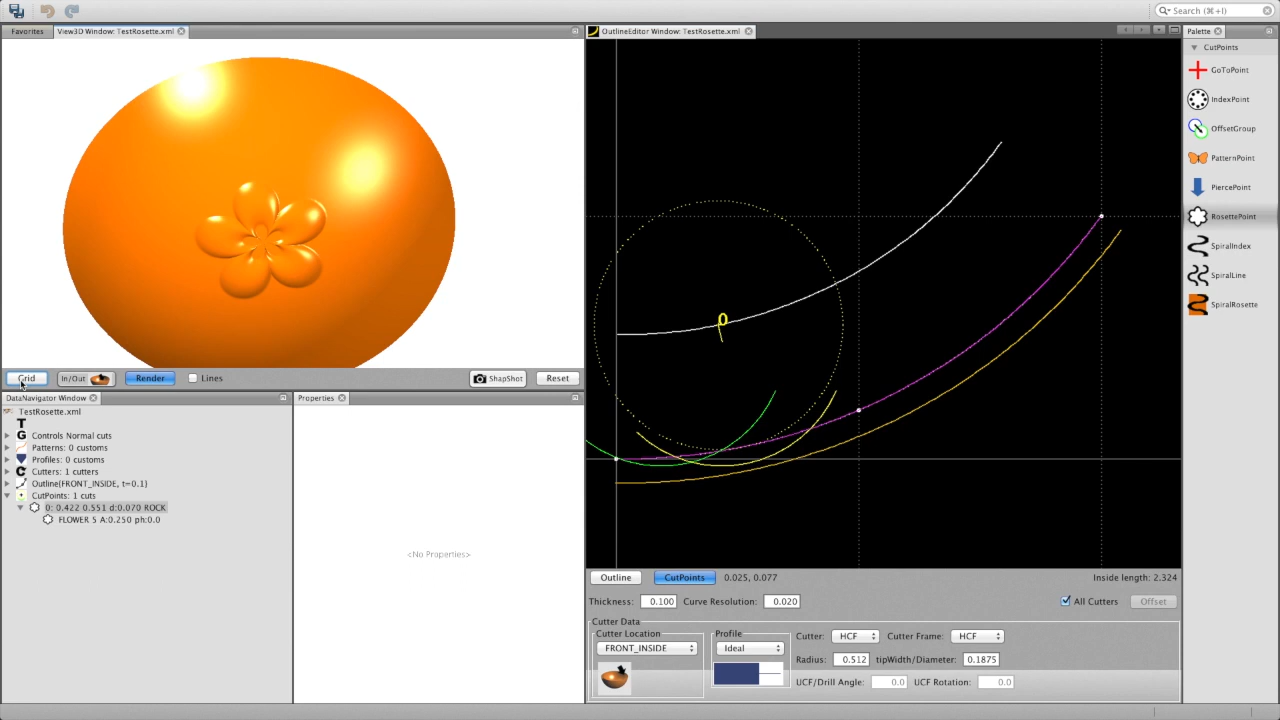 Search (⌘+I)
Favorites
View3D Window: TestRosette.xml
OutlineEditor Window: TestRosette.xml
Palette
CutPoints
GoToPoint
IndexPoint
OffsetGroup
PatternPoint
PiercePoint
RosettePoint
SpiralIndex
SpiralLine
SpiralRosette
0
Grid
In/Out
Render
Lines
ShapShot
Reset
DataNavigator Window
Properties
TestRosette.xml
T
G Controls Normal cuts
Patterns: 0 customs
Profiles: 0 customs
C Cutters: 1 cutters
Outline(FRONT_INSIDE, t=0.1)
CutPoints: 1 cuts
0: 0.422 0.551 d:0.070 ROCK
FLOWER 5 A:0.250 ph:0.0
<No Properties>
Outline
CutPoints
0.025, 0.077
Inside length: 2.324
Thickness: 0.100
Curve Resolution: 0.020
All Cutters
Offset
Cutter Data
Cutter Location
FRONT_INSIDE
Profile
Ideal
Cutter: HCF
Cutter Frame: HCF
Radius: 0.512
tipWidth/Diameter: 0.1875
UCF/Drill Angle: 0.0
UCF Rotation: 0.0